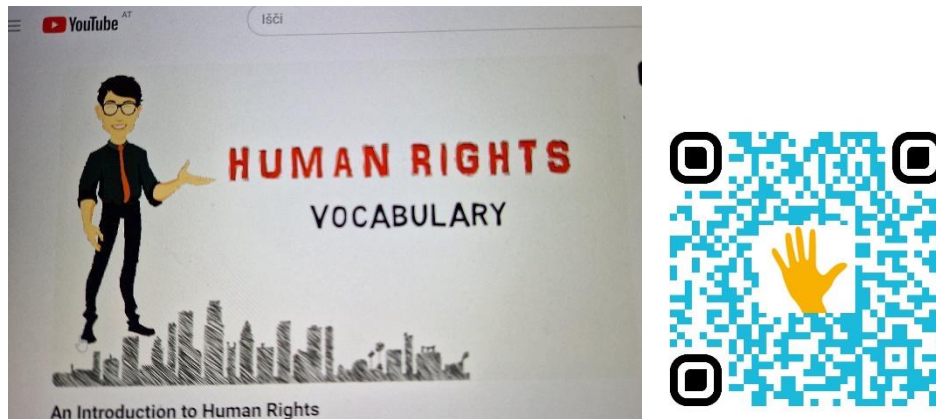 YouTube AT
Išči
HUMAN RIGHTS
VOCABULARY
An Introduction to Human Rights